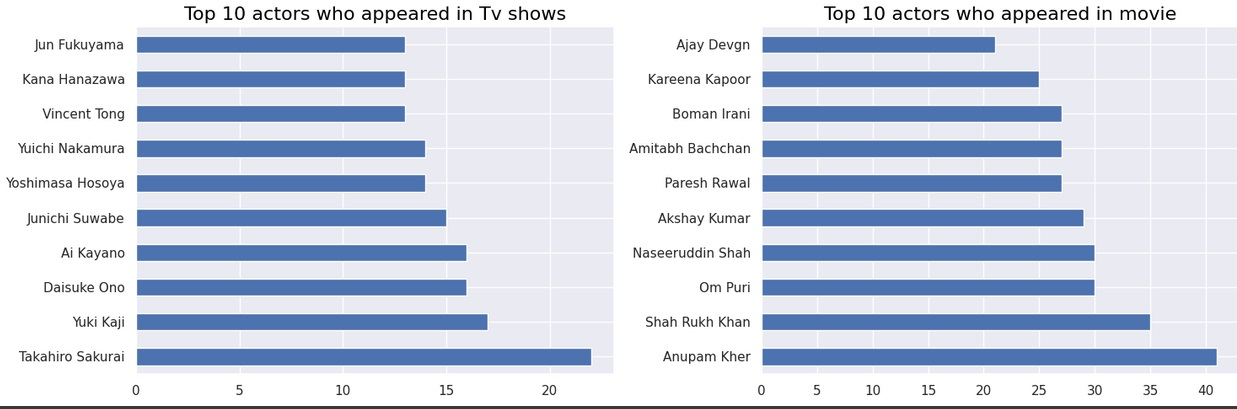 Top 10 actors who appeared in Tv shows
Jun Fukuyama
Kana Hanazawa
Vincent Tong
Yuichi Nakamura
Yoshimasa Hosoya
Junichi Suwabe
Ai Kayano
Daisuke Ono
Yuki Kaji
Takahiro Sakurai
0 5 10 15 20
Top 10 actors who appeared in movie
Ajay Devgn
Kareena Kapoor
Boman Irani
Amitabh Bachchan
Paresh Rawal
Akshay Kumar
Naseeruddin Shah
Om Puri
Shah Rukh Khan
Anupam Kher
0 5 10 15 20 25 30 35 40